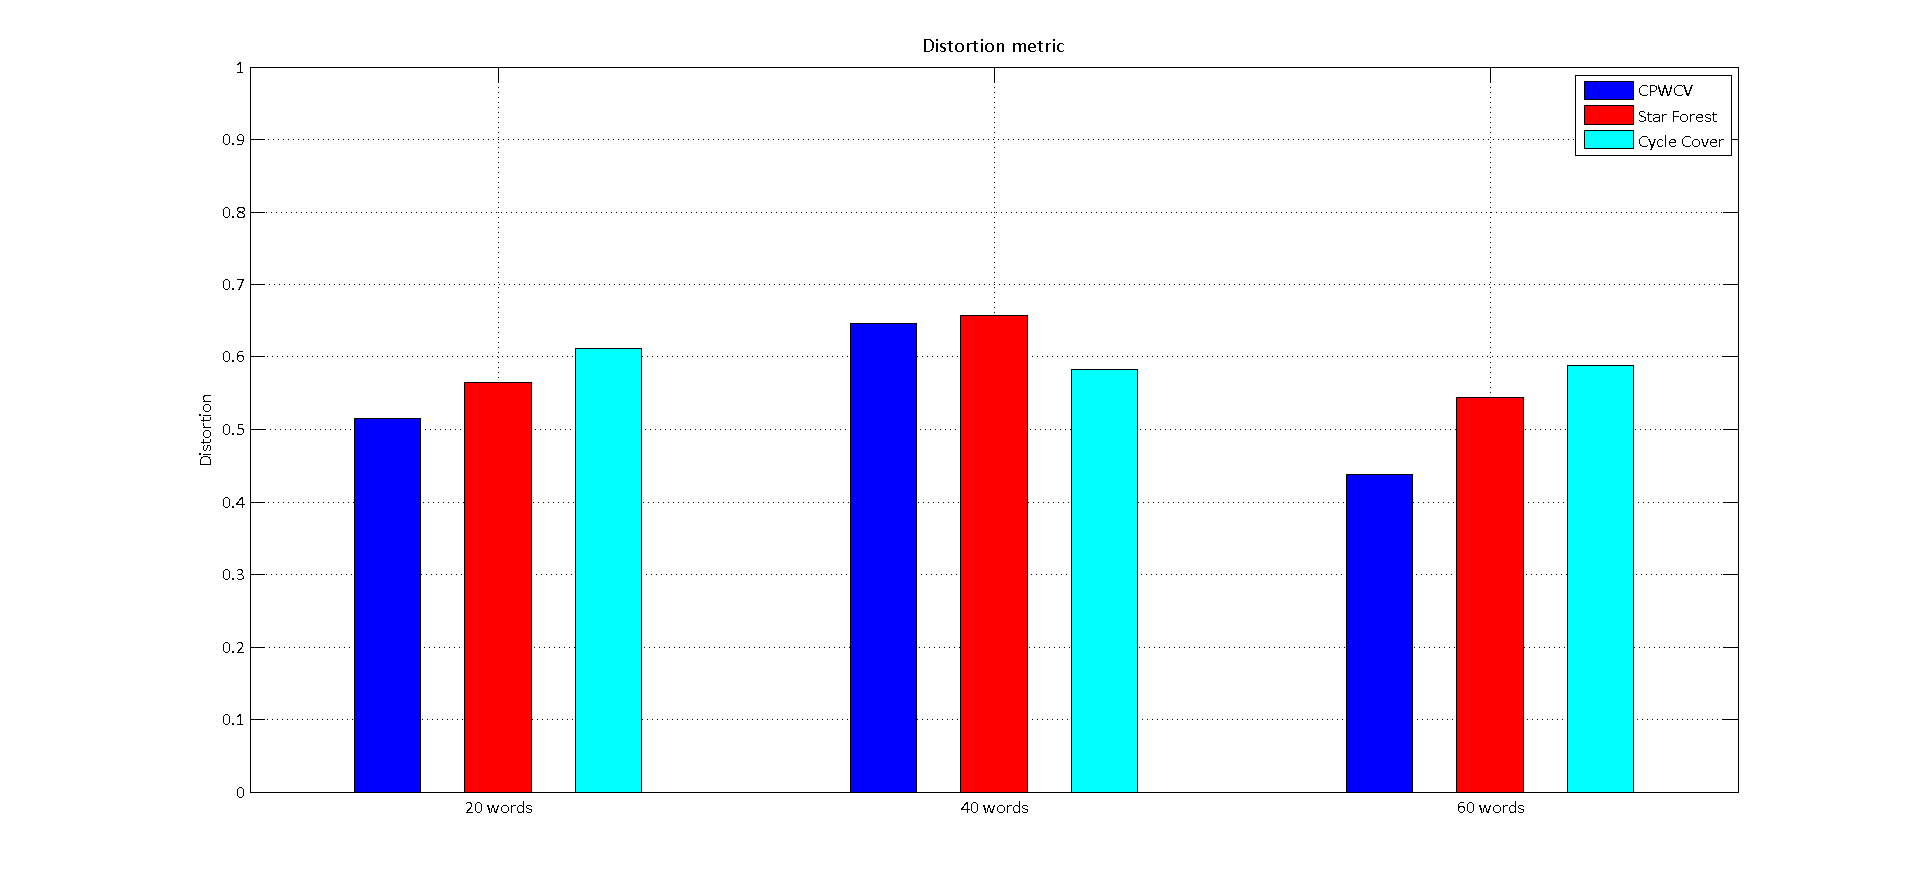 Distortion metric
1
0.9
0.8
0.7
0.6
0.5
0.4
0.3
0.2
0.1
0
Distortion
CPWCV
Star Forest
Cycle Cover
20 words
40 words
60 words